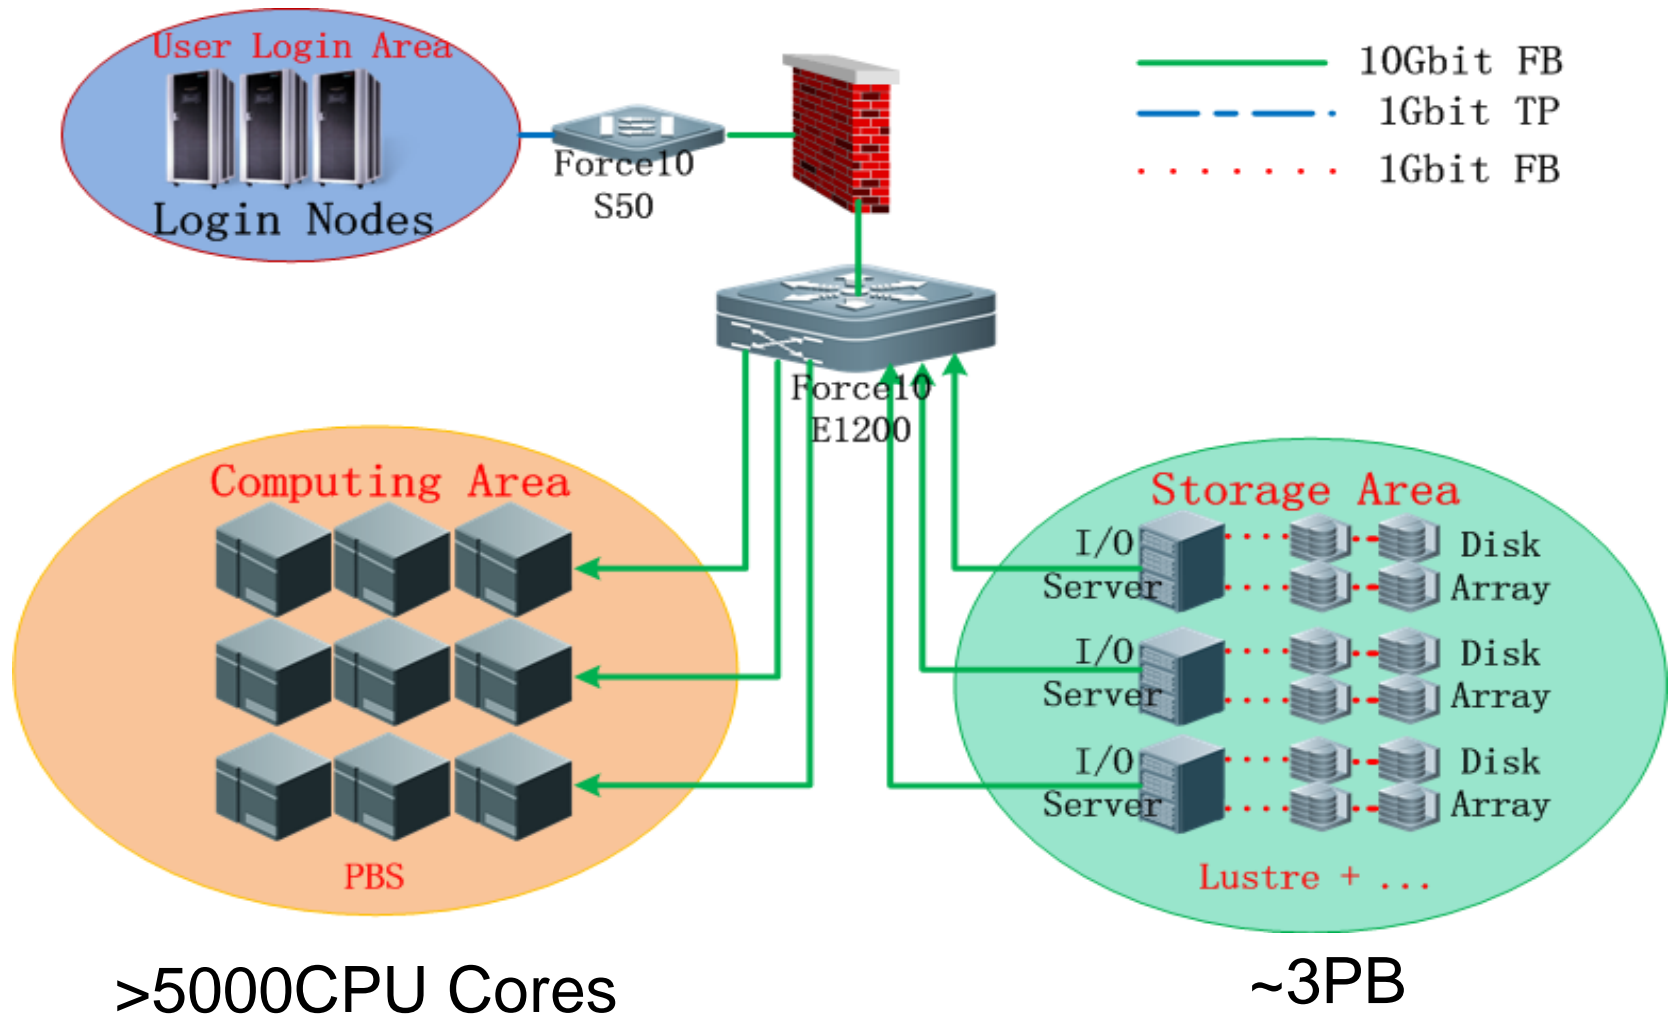 User Login Area
Login Nodes
Force10
S50
10Gbit FB
1Gbit TP
1Gbit FB
Force10
E1200
Computing Area
PBS
>5000CPU Cores
Storage Area
I/O
Server
Disk
Array
I/O
Server
Disk
Array
I/O
Server
Disk
Array
Lustre + ...
~3PB